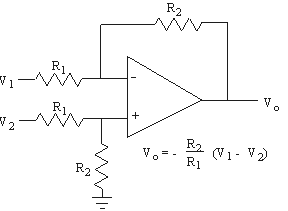 R2
R1
V1
-
R1
V2
+
Vo
R2
Vo = - R2/R1 (V1 - V2)